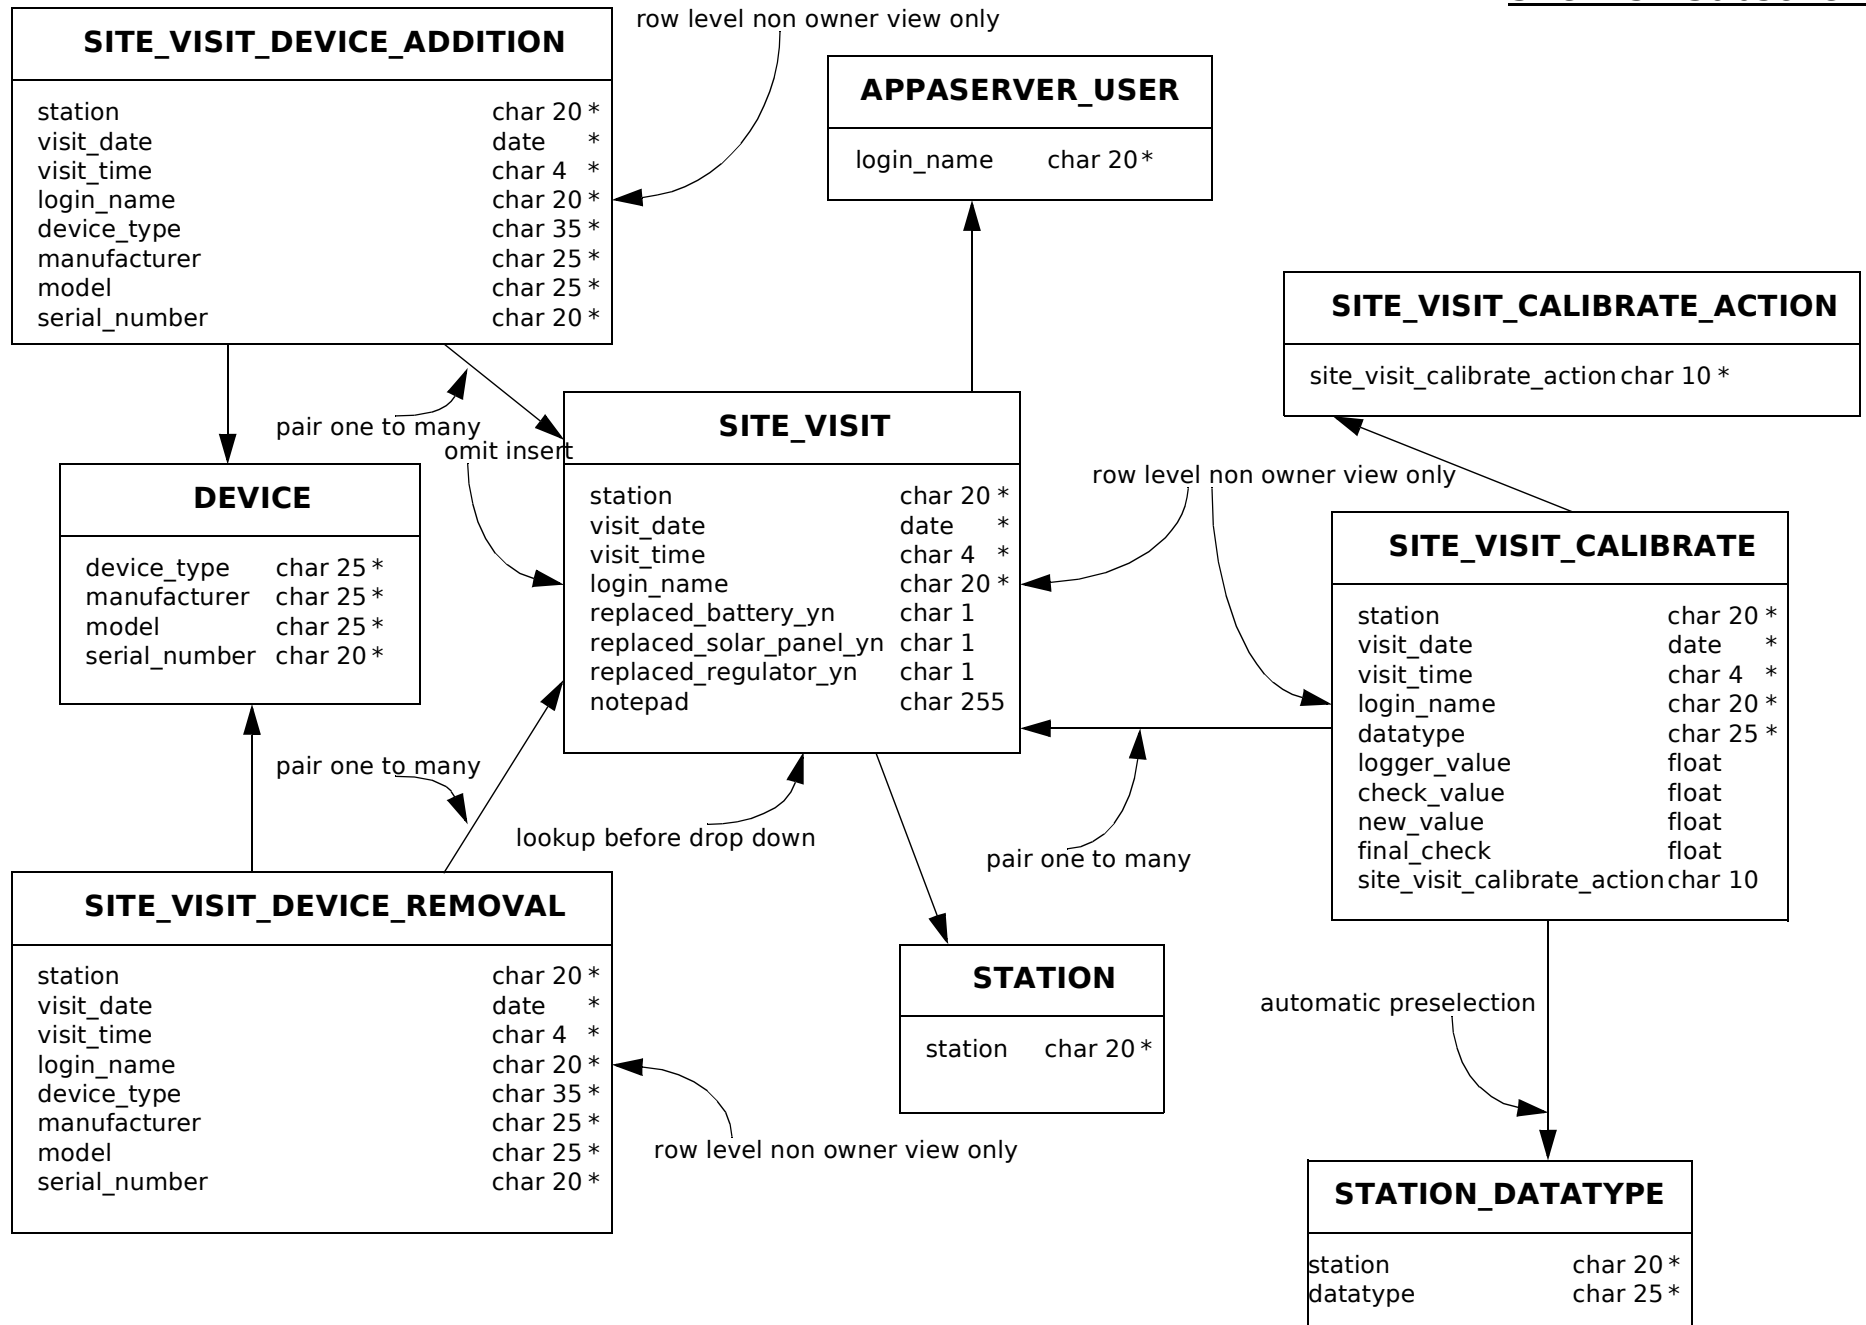 row level non owner view only
SITE_VISIT_DEVICE_ADDITION
station char 20 *
visit_date date *
visit_time char 4 *
login_name char 20 *
device_type char 35 *
manufacturer char 25 *
model char 25 *
serial_number char 20 *
APPASERVER_USER
login_name char 20 *
SITE_VISIT_CALIBRATE_ACTION
site_visit_calibrate_action char 10 *
pair one to many
omit insert
DEVICE
device_type char 25 *
manufacturer char 25 *
model char 25 *
serial_number char 20 *
SITE_VISIT
station char 20 *
visit_date date *
visit_time char 4 *
login_name char 20 *
replaced_battery_yn char 1
replaced_solar_panel_yn char 1
replaced_regulator_yn char 1
notepad char 255
row level non owner view only
SITE_VISIT_CALIBRATE
station char 20 *
visit_date date *
visit_time char 4 *
login_name char 20 *
datatype char 25 *
logger_value float
check_value float
new_value float
final_check float
site_visit_calibrate_action char 10
pair one to many
lookup before drop down
pair one to many
SITE_VISIT_DEVICE_REMOVAL
station char 20 *
visit_date date *
visit_time char 4 *
login_name char 20 *
device_type char 35 *
manufacturer char 25 *
model char 25 *
serial_number char 20 *
row level non owner view only
STATION
station char 20 *
automatic preselection
STATION_DATATYPE
station char 20 *
datatype char 25 *